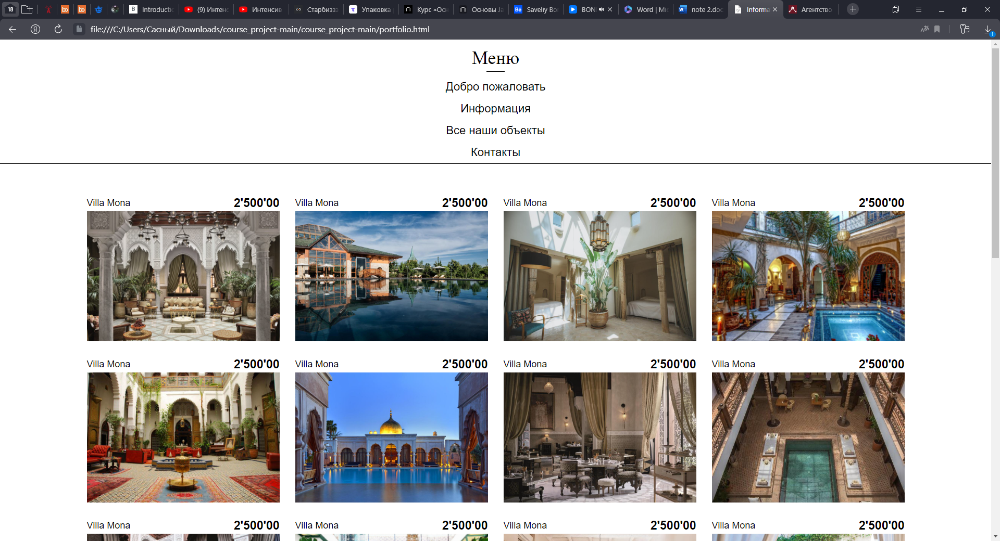 18
Introductic
(9) Интенс
Интенсив
Старбиззз
Упаковка
Курс «Осн
Основы Ja
Saveliy Bor
BONI
Word | Mic
note 2.doc
Informa
Агентство
file:///C:/Users/Сасный/Downloads/course_project-main/course_project-main/portfolio.html
1
Меню
Добро пожаловать
Информация
Все наши объекты
Контакты
Villa Mona 2'500'00 Villa Mona 2'500'00 Villa Mona 2'500'00 Villa Mona 2'500'00
Villa Mona 2'500'00 Villa Mona 2'500'00 Villa Mona 2'500'00 Villa Mona 2'500'00
Villa Mona 2'500'00 Villa Mona 2'500'00 Villa Mona 2'500'00 Villa Mona 2'500'00